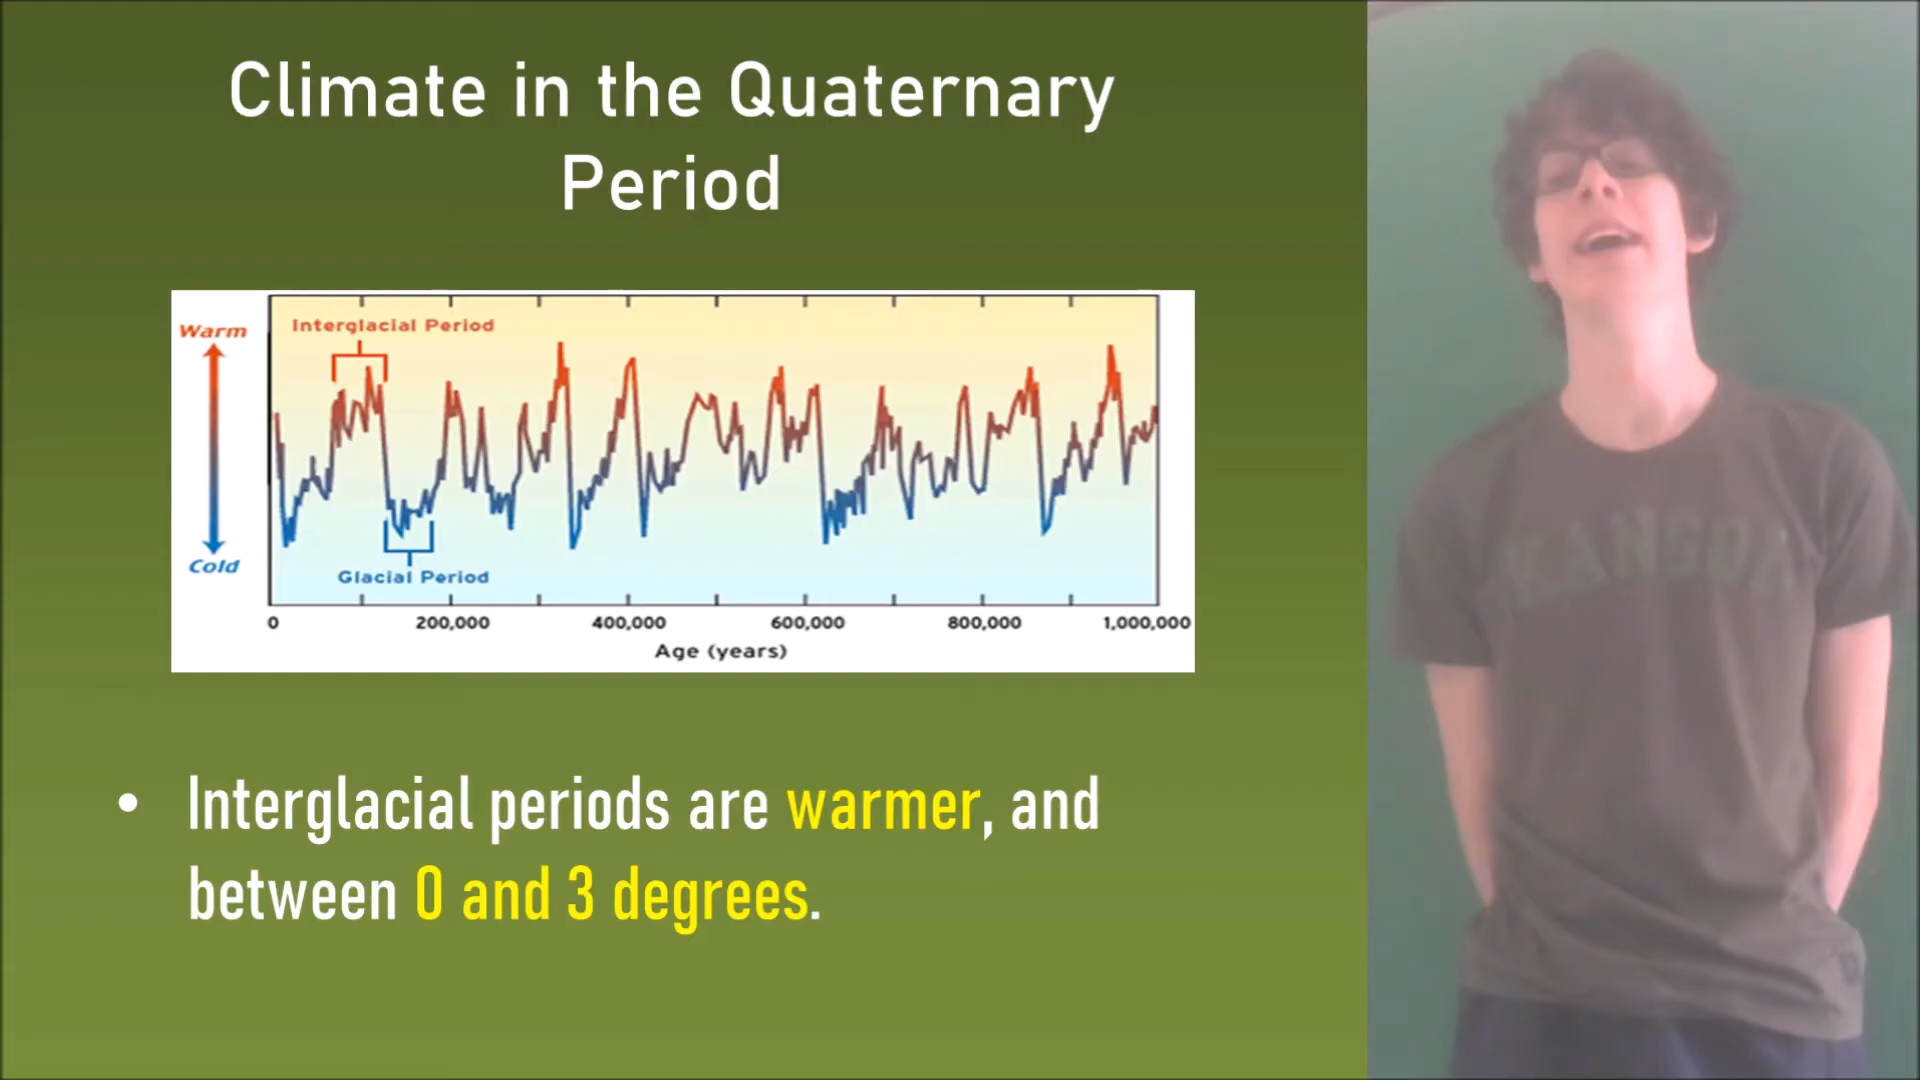 Climate in the Quaternary
Period
Warm
Interglacial Period
Cold
Glacial Period
0 200,000 400,000 600,000 800,000 1,000,000
Age (years)
• Interglacial periods are warmer, and
between 0 and 3 degrees.